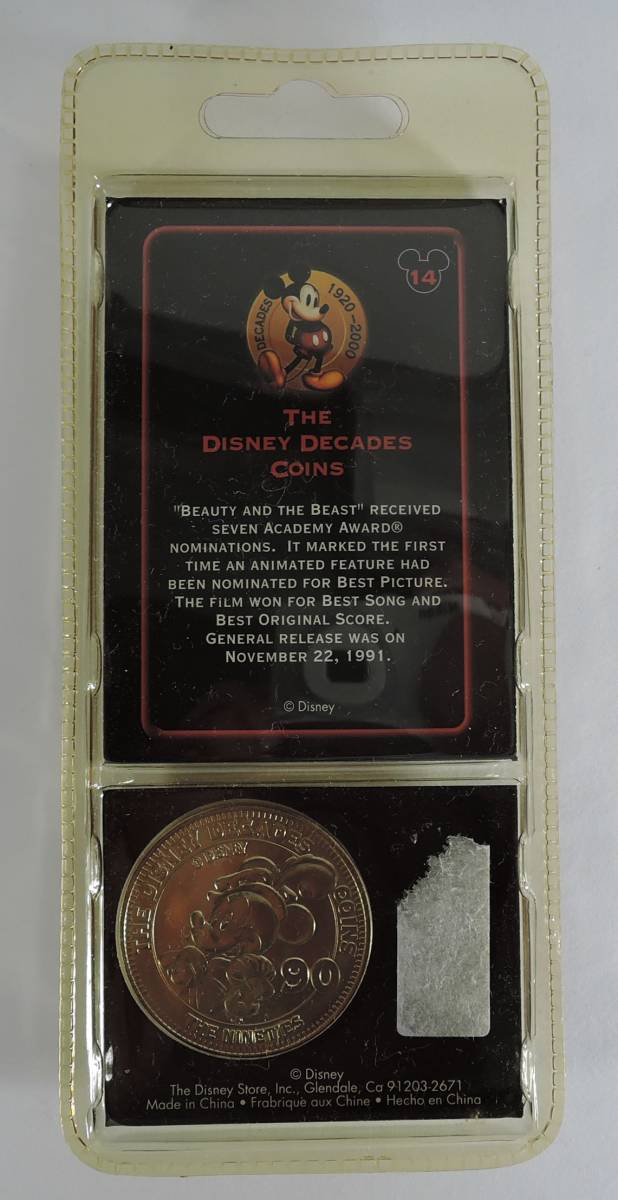 14
DECADES 1920-2000
THE
DISNEY DECADES
COINS
"BEAUTY AND THE BEAST" RECEIVED
SEVEN ACADEMY AWARD®
NOMINATIONS. IT MARKED THE FIRST
TIME AN ANIMATED FEATURE HAD
BEEN NOMINATED FOR BEST PICTURE.
THE FILM WON FOR BEST SONG AND
BEST ORIGINAL SCORE.
GENERAL RELEASE WAS ON
NOVEMBER 22, 1991.
© Disney
THE DISNEY DECADES COINS
©DISNEY
90
THE NINETIES
© Disney
The Disney Store, Inc., Glendale, Ca 91203-2671
Made in China • Frabrique aux Chine • Hecho en China